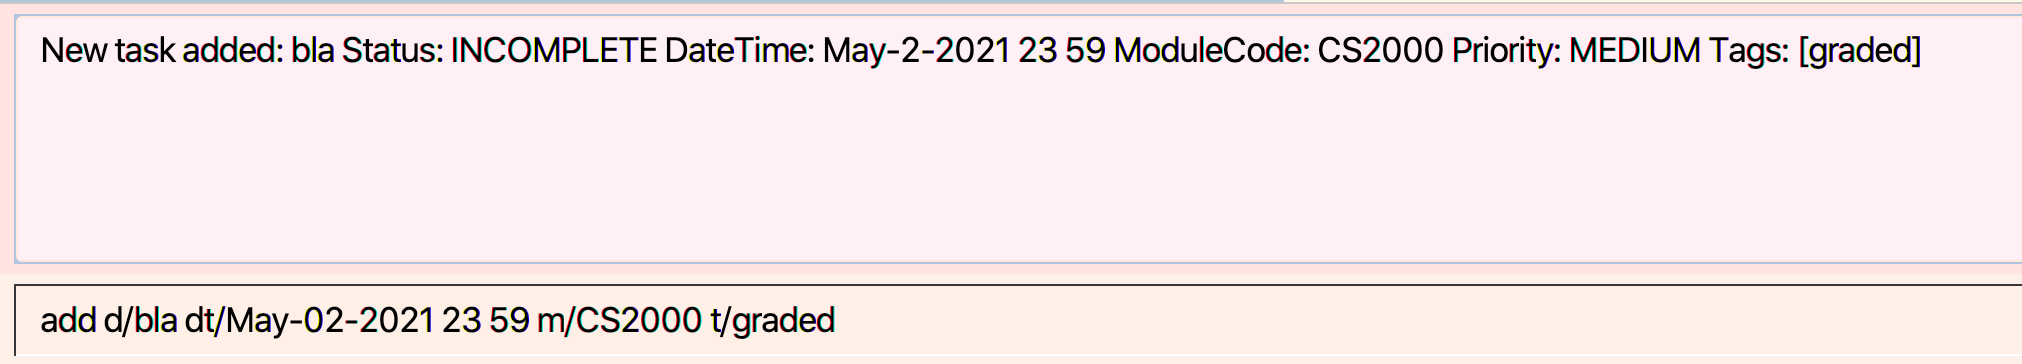 New task added: bla Status: INCOMPLETE DateTime: May-2-2021 23 59 ModuleCode: CS2000 Priority: MEDIUM Tags: [graded]
add d/bla dt/May-02-2021 23 59 m/CS2000 t/graded